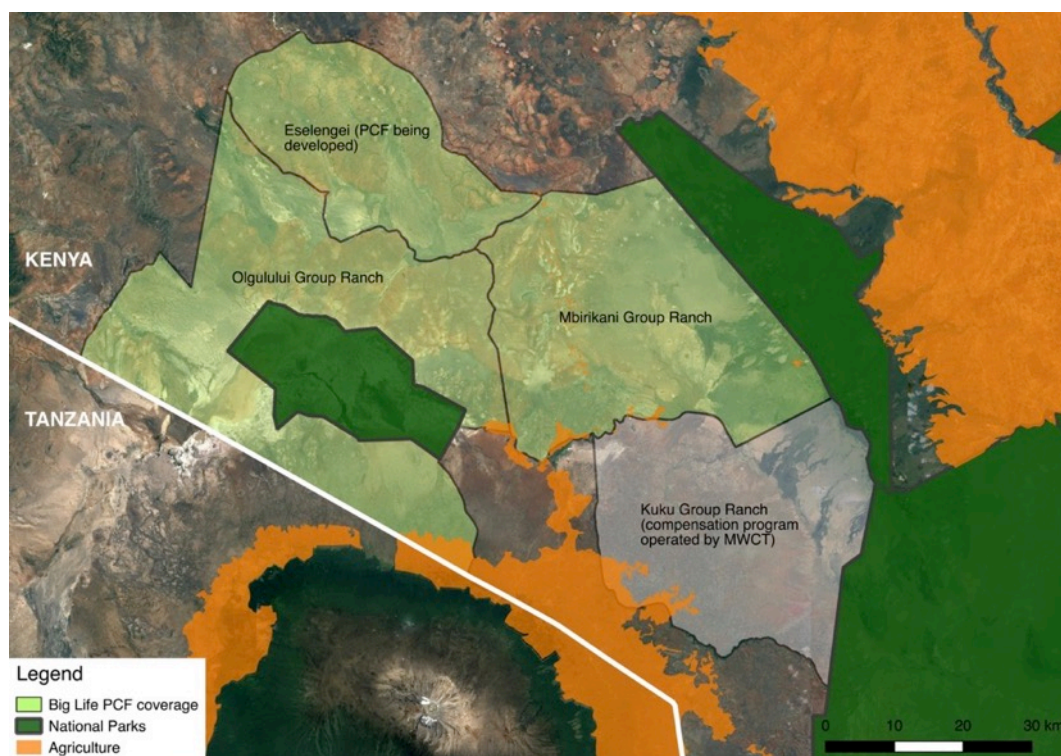 Eselengei (PCF being
developed)
KENYA
Olgulului Group Ranch
Mbirikani Group Ranch
TANZANIA
Kuku Group Ranch
(compensation program
operated by MWCT)
Legend
Big Life PCF coverage
National Parks
Agriculture
0 10 20 30 km